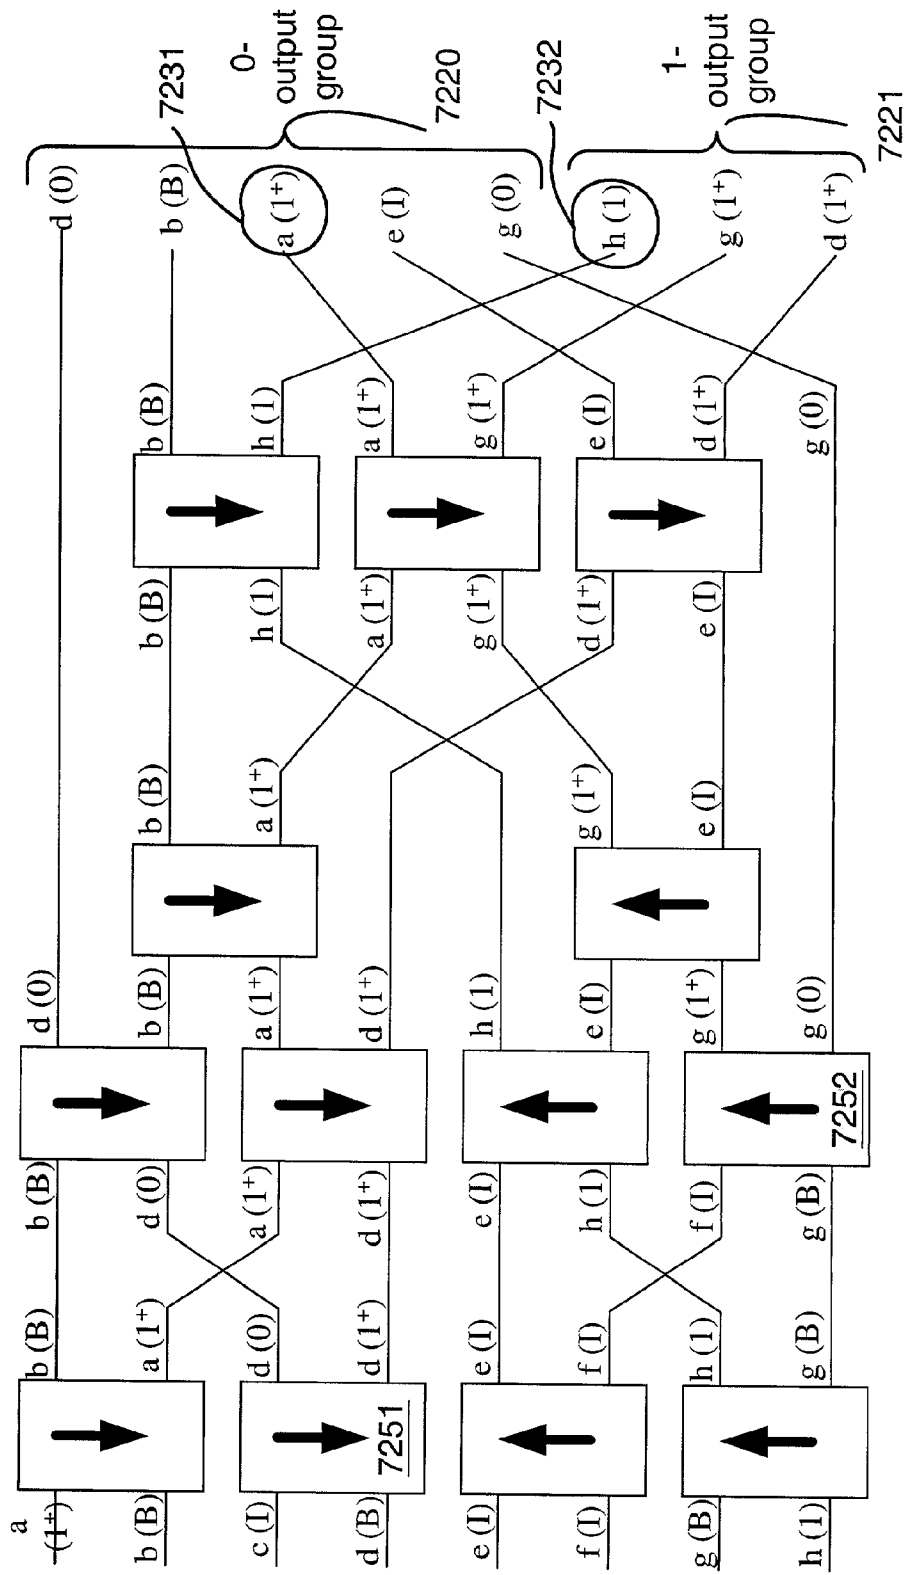 a
(1⁺)
b (B)
c (I)
d (B)
e (I)
f (I)
g (B)
h (1)
7251
b (B)
a (1⁺)
d (0)
d (1⁺)
e (I)
f (I)
h (1)
g (B)
b (B)
d (0)
a (1⁺)
d (1⁺)
e (I)
h (1)
f (I)
g (B)
7252
d (0)
b (B)
a (1⁺)
d (1⁺)
h (1)
e (I)
g (1⁺)
g (0)
b (B)
a (1⁺)
g (1⁺)
e (I)
b (B)
h (1)
a (1⁺)
g (1⁺)
d (1⁺)
e (I)
b (B)
h (1)
a (1⁺)
g (1⁺)
e (I)
d (1⁺)
g (0)
d (0)
b (B)
a (1⁺)
e (I)
g (0)
h (1)
g (1⁺)
d (1⁺)
7231
0-
output
group
7220
7232
1-
output
group
7221